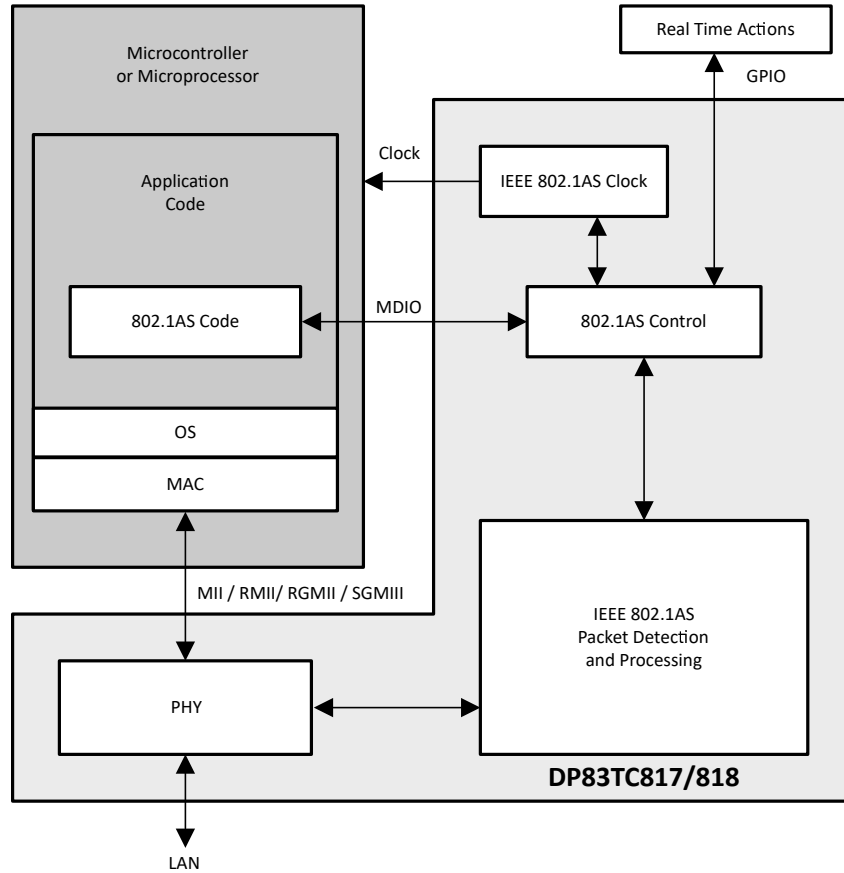 Microcontroller
or Microprocessor
Real Time Actions
GPIO
Application
Code
Clock
IEEE 802.1AS Clock
802.1AS Code
MDIO
802.1AS Control
OS
MAC
MII / RMII/ RGMII / SGMIII
IEEE 802.1AS
Packet Detection
and Processing
PHY
DP83TC817/818
LAN